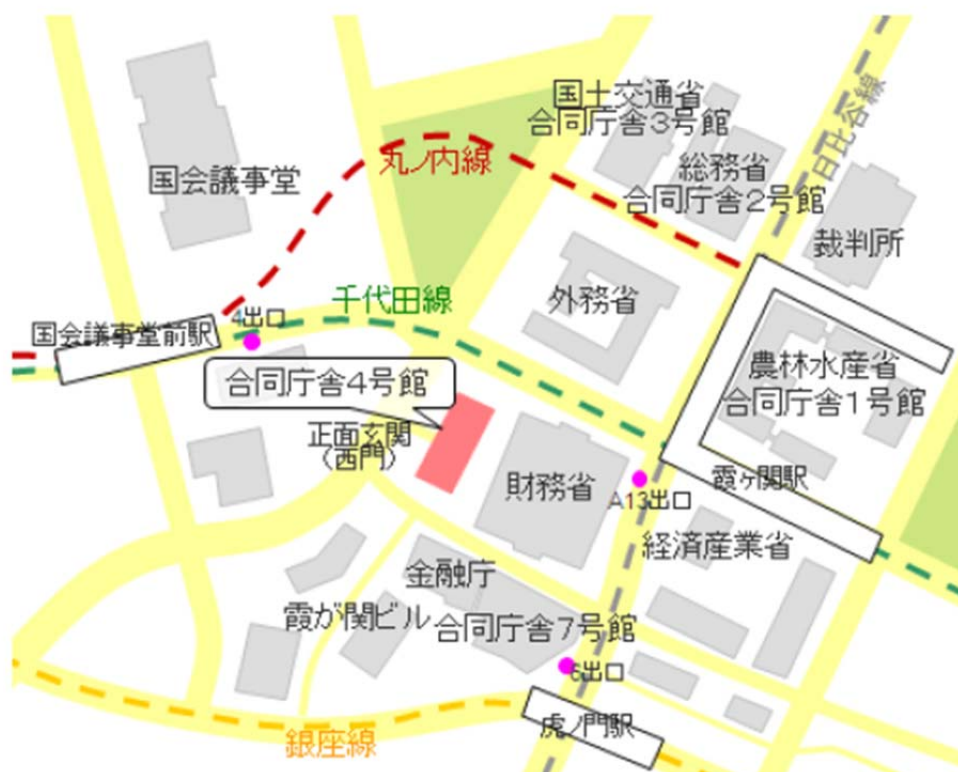 国土交通省
合同庁舎3号館
日比谷線
丸ノ内線
総務省
合同庁舎2号館
国会議事堂
裁判所
外務省
千代田線
4出口
国会議事堂前駅
農林水産省
合同庁舎1号館
合同庁舎4号館
正面玄関
(西門)
財務省
霞ヶ関駅
A13出口
経済産業省
金融庁
霞が関ビル
合同庁舎7号館
6出口
虎ノ門駅
銀座線